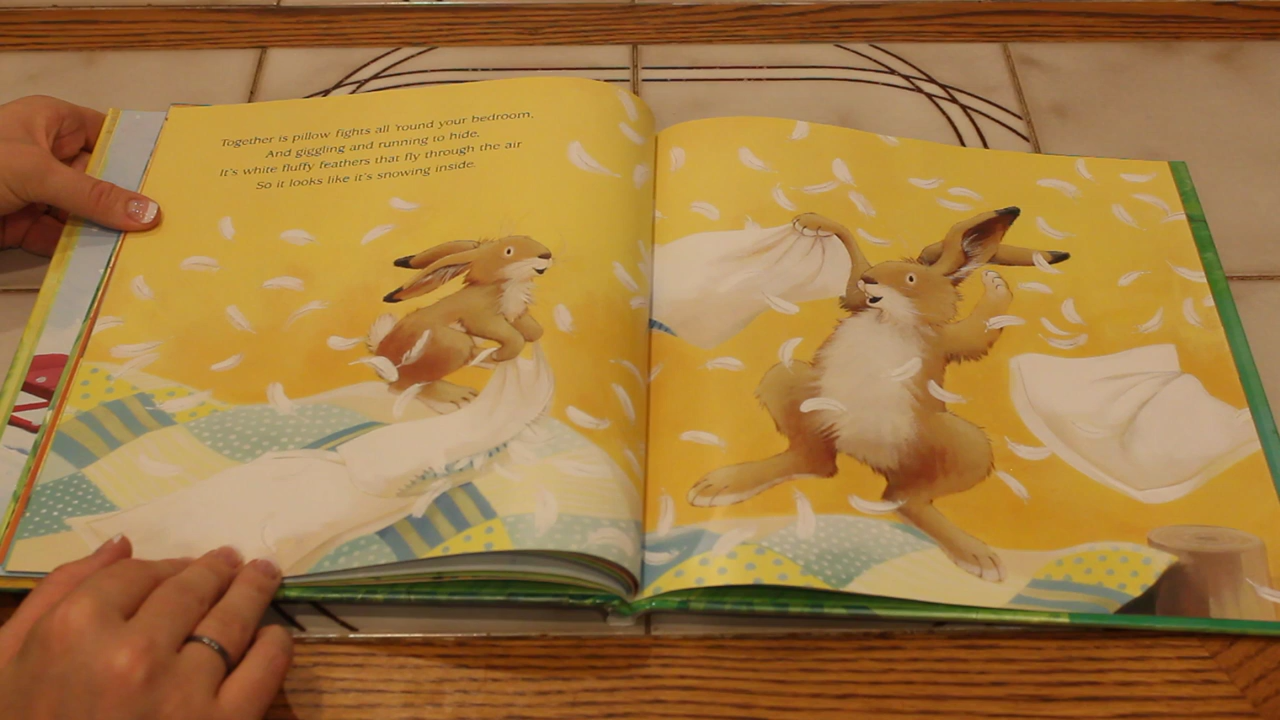 Together is pillow fights all 'round your bedroom,
And giggling and running to hide,
It's white fluffy feathers that fly through the air
So it looks like it's snowing inside.